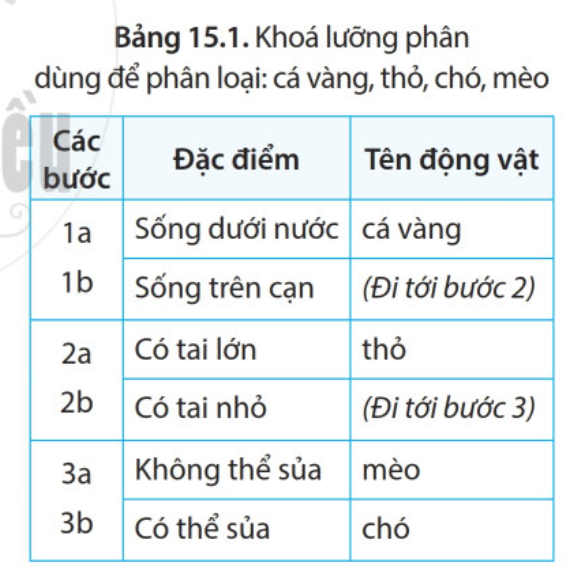 Bảng 15.1. Khoá lưỡng phân
dùng để phân loại: cá vàng, thỏ, chó, mèo
Các bước | Đặc điểm | Tên động vật
1a | Sống dưới nước | cá vàng
1b | Sống trên cạn | (Đi tới bước 2)
2a | Có tai lớn | thỏ
2b | Có tai nhỏ | (Đi tới bước 3)
3a | Không thể sủa | mèo
3b | Có thể sủa | chó